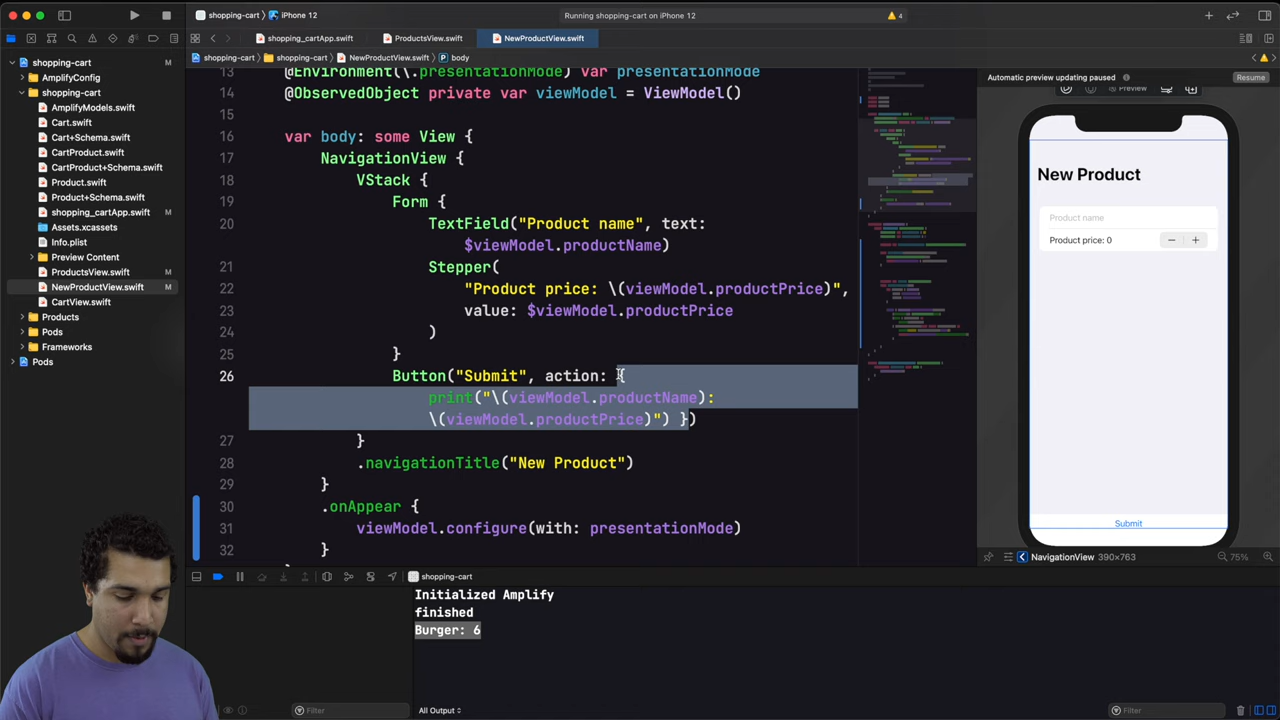 shopping-cart
iPhone 12
Running shopping-cart on iPhone 12
4
shopping_cartApp.swift
ProductsView.swift
NewProductView.swift
shopping-cart
shopping-cart
NewProductView.swift
body
shopping-cart
M
AmplifyConfig
shopping-cart
AmplifyModels.swift
Cart.swift
Cart+Schema.swift
CartProduct.swift
CartProduct+Schema.swift
Product.swift
Product+Schema.swift
shopping_cartApp.swift
M
Assets.xcassets
Info.plist
Preview Content
ProductsView.swift
M
NewProductView.swift
M
CartView.swift
Products
Pods
Frameworks
Pods
13 @Environment(\.presentationMode) var presentationMode
14 @ObservedObject private var viewModel = ViewModel()
15
16 var body: some View {
17 NavigationView {
18 VStack {
19 Form {
20 TextField("Product name", text:
$viewModel.productName)
21 Stepper(
22 "Product price: \(viewModel.productPrice)",
23 value: $viewModel.productPrice
24 )
25 }
26 Button("Submit", action: {
print("\(viewModel.productName):
\(viewModel.productPrice)") })
27 }
28 .navigationTitle("New Product")
29 }
30 .onAppear {
31 viewModel.configure(with: presentationMode)
32 }
Automatic preview updating paused
Resume
Preview
New Product
Product name
Product price: 0
Submit
NavigationView 390×763
75%
shopping-cart
Initialized Amplify
finished
Burger: 6
Filter
All Output
Filter